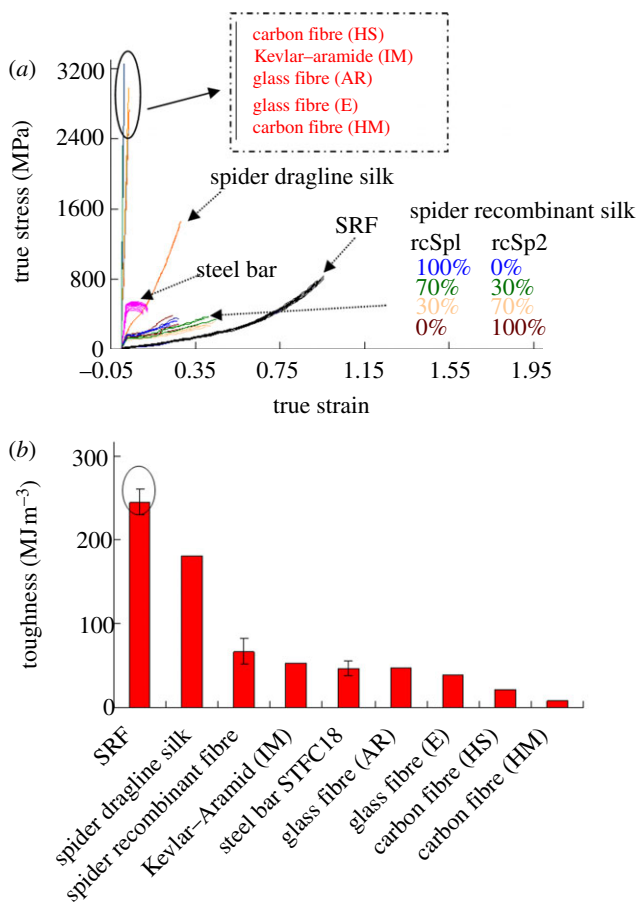 (a)
carbon fibre (HS)
Kevlar–aramide (IM)
glass fibre (AR)
glass fibre (E)
carbon fibre (HM)
true stress (MPa)
3200
2400
1600
800
0
spider dragline silk
SRF
steel bar
spider recombinant silk
rcSpl rcSp2
100% 0%
70% 30%
30% 70%
0% 100%
−0.05 0.35 0.75 1.15 1.55 1.95
true strain
(b)
toughness (MJ m−3)
300
200
100
0
SRF
spider dragline silk
spider recombinant fibre
Kevlar–Aramid (IM)
steel bar STFC18
glass fibre (AR)
glass fibre (E)
carbon fibre (HS)
carbon fibre (HM)